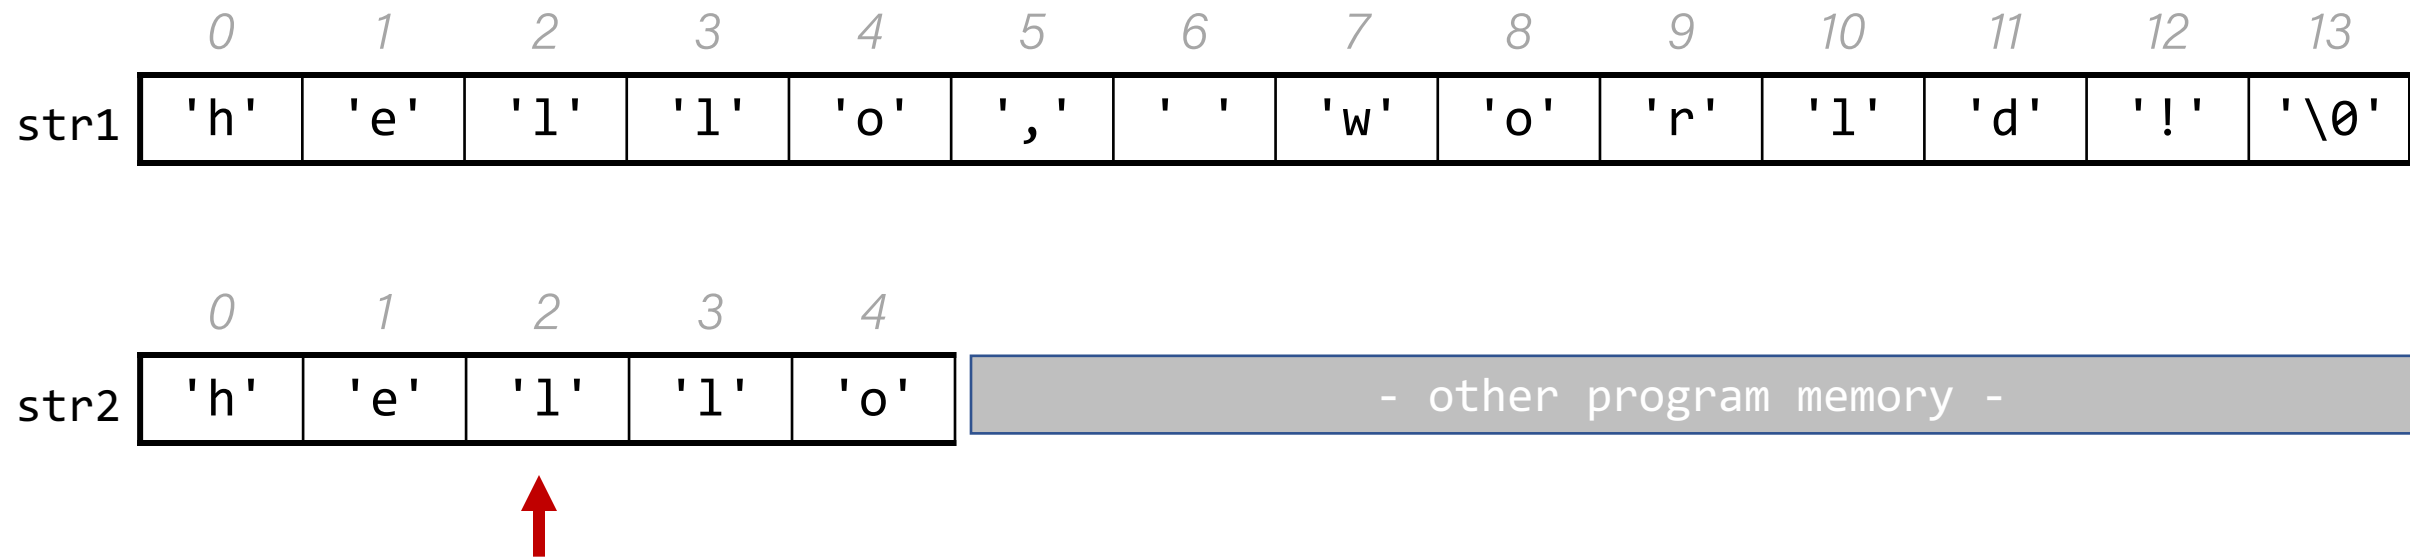 0 1 2 3 4 5 6 7 8 9 10 11 12 13
str1 'h' 'e' 'l' 'l' 'o' ',' ' ' 'w' 'o' 'r' 'l' 'd' '!' '\0'
0 1 2 3 4
str2 'h' 'e' 'l' 'l' 'o' - other program memory -